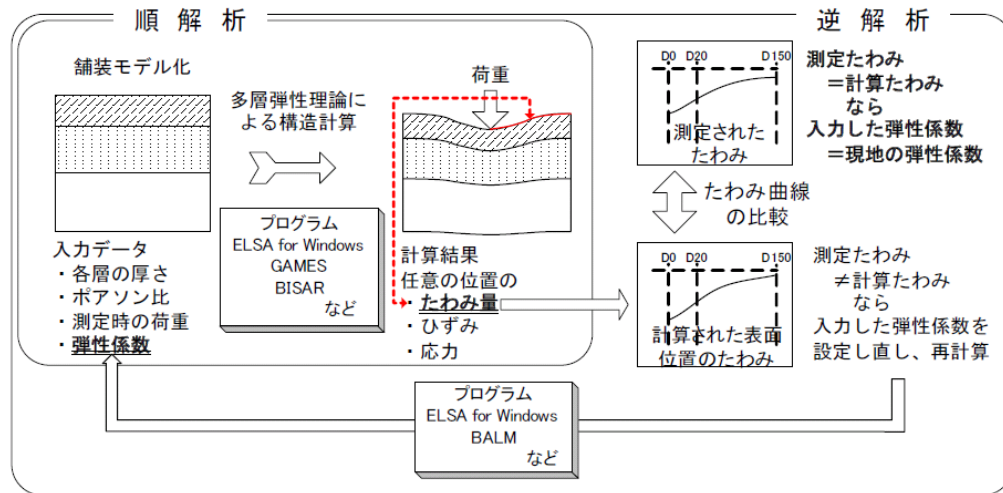 順 解 析
逆 解 析
舗装モデル化
多層弾性理論に
よる構造計算
荷重
プログラム
ELSA for Windows
GAMES
BISAR
など
入力データ
・各層の厚さ
・ポアソン比
・測定時の荷重
・弾性係数
計算結果
任意の位置の
・たわみ量
・ひずみ
・応力
D0 D20 D150
測定された
たわみ
測定たわみ
＝計算たわみ
なら
入力した弾性係数
＝現地の弾性係数
たわみ曲線
の比較
D0 D20 D150
計算された表面
位置のたわみ
測定たわみ
≠計算たわみ
なら
入力した弾性係数を
設定し直し、再計算
プログラム
ELSA for Windows
BALM
など